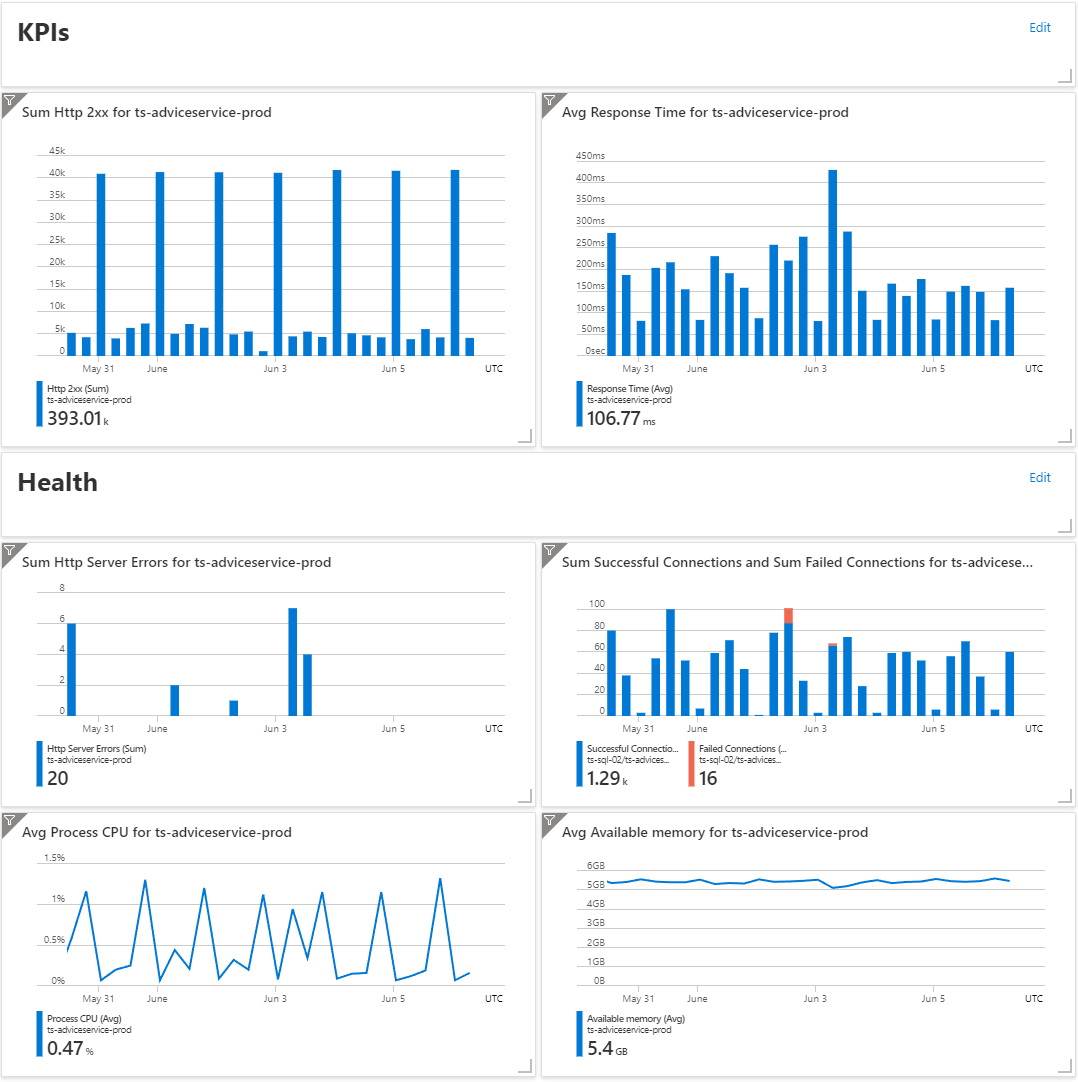 KPIs
Edit
Sum Http 2xx for ts-adviceservice-prod
45k
40k
35k
30k
25k
20k
15k
10k
5k
0
May 31 June Jun 3 Jun 5 UTC
Http 2xx (Sum)
ts-adviceservice-prod
393.01 k
Avg Response Time for ts-adviceservice-prod
450ms
400ms
350ms
300ms
250ms
200ms
150ms
100ms
50ms
0sec
May 31 June Jun 3 Jun 5 UTC
Response Time (Avg)
ts-adviceservice-prod
106.77 ms
Health
Edit
Sum Http Server Errors for ts-adviceservice-prod
8
6
4
2
0
May 31 June Jun 3 Jun 5 UTC
Http Server Errors (Sum)
ts-adviceservice-prod
20
Sum Successful Connections and Sum Failed Connections for ts-advicese...
100
80
60
40
20
0
May 31 June Jun 3 Jun 5 UTC
Successful Connectio...
ts-sql-02/ts-advices...
1.29 k
Failed Connections (...
ts-sql-02/ts-advices...
16
Avg Process CPU for ts-adviceservice-prod
1.5%
1%
0.5%
0%
May 31 June Jun 3 Jun 5 UTC
Process CPU (Avg)
ts-adviceservice-prod
0.47 %
Avg Available memory for ts-adviceservice-prod
6GB
5GB
4GB
3GB
2GB
1GB
0B
May 31 June Jun 3 Jun 5 UTC
Available memory (Avg)
ts-adviceservice-prod
5.4 GB